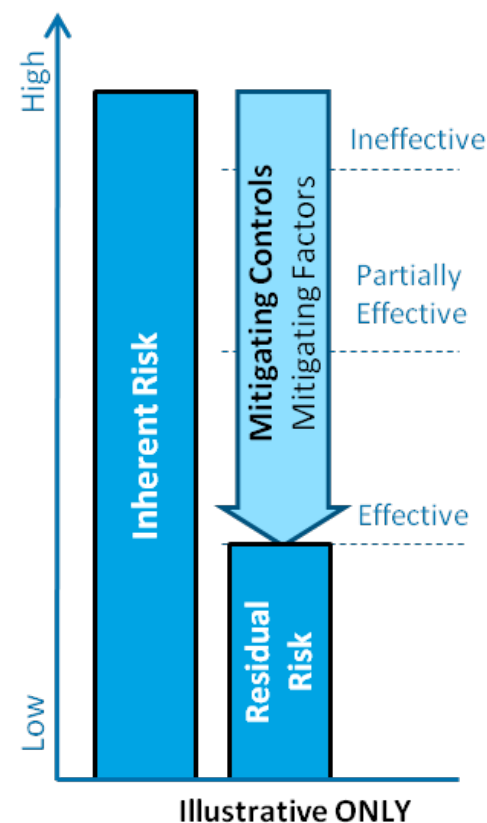 High
Ineffective
Mitigating Controls
Mitigating Factors
Partially
Effective
Inherent Risk
Effective
Residual
Risk
Low
Illustrative ONLY